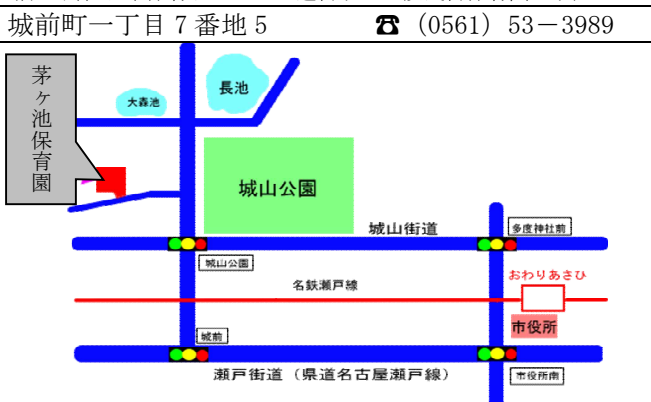 城前町一丁目7番地5 ☎ (0561) 53－3989
茅ヶ池保育園
大森池
長池
城山公園
城山街道
多度神社前
城山公園
名鉄瀬戸線
おわりあさひ
市役所
城前
瀬戸街道（県道名古屋瀬戸線）
市役所南